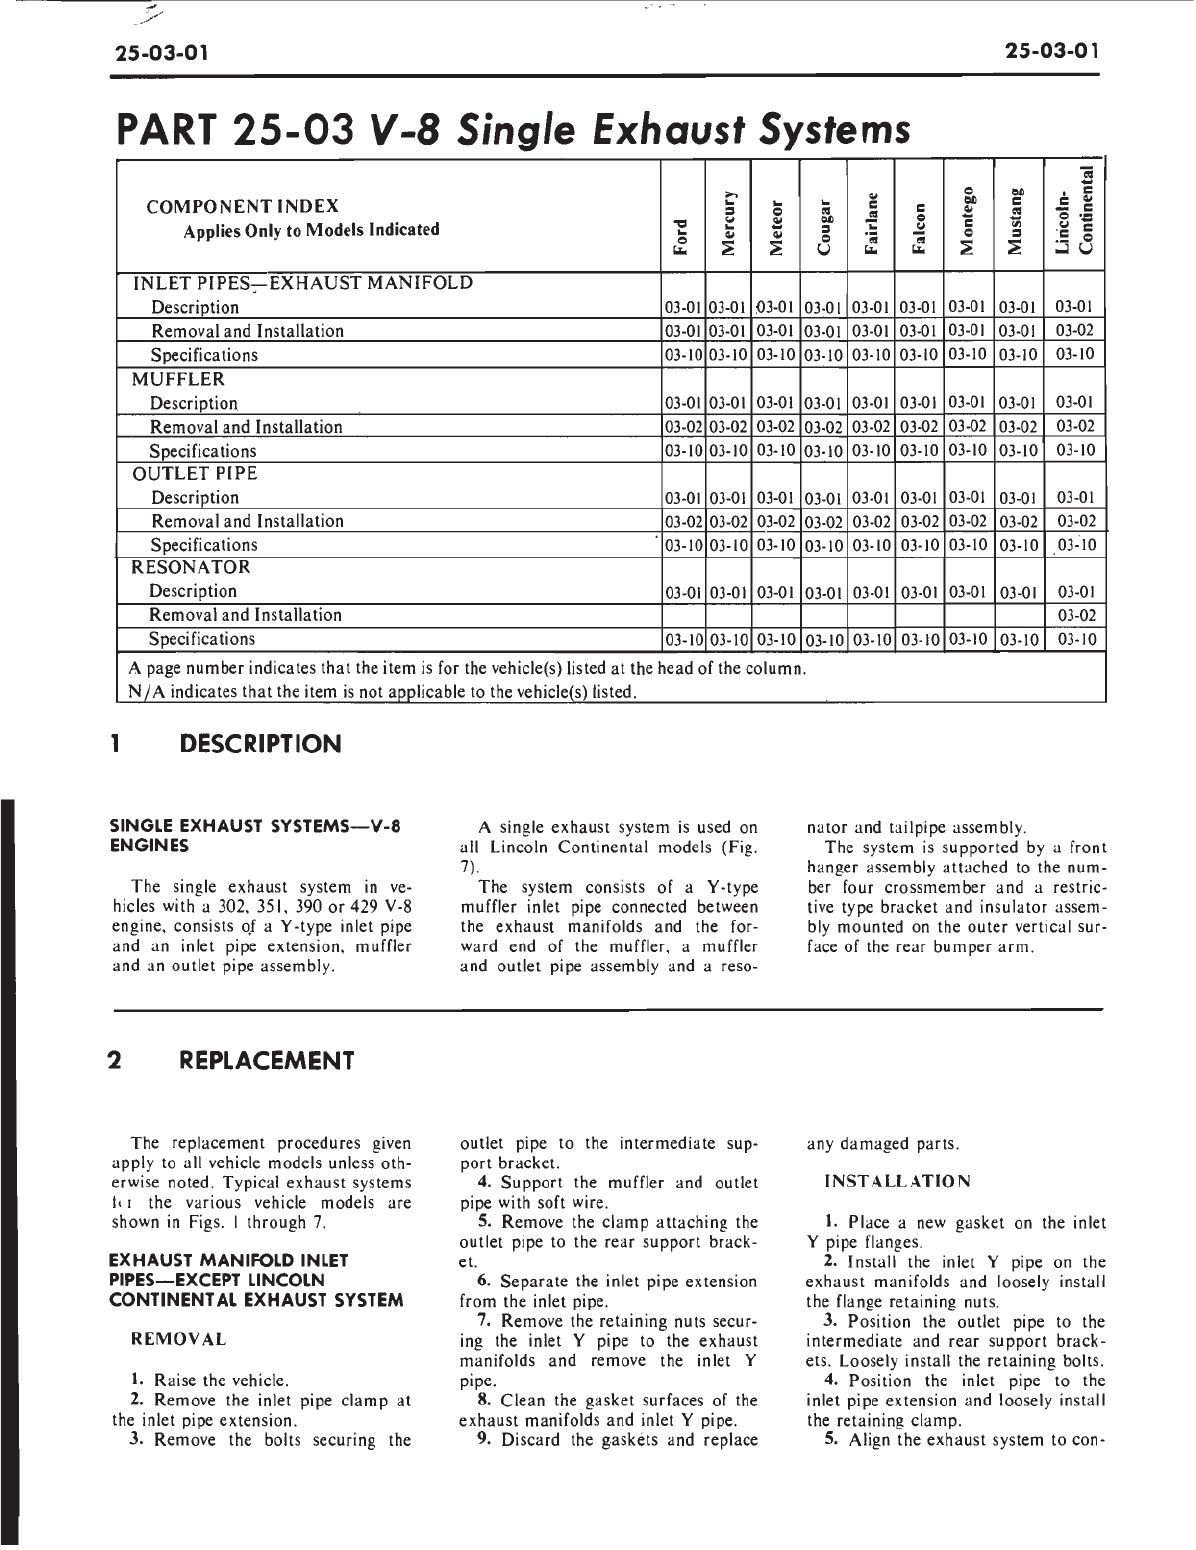 25-03-01 25-03-01
PART 25-03 V-8 Single Exhaust Systems
COMPONENT INDEX
Applies Only to Models Indicated
Ford Mercury Meteor Cougar Fairlane Falcon Montego Mustang Lincoln-Continental
INLET PIPES—EXHAUST MANIFOLD
Description 03-01 03-01 03-01 03-01 03-01 03-01 03-01 03-01 03-01
Removal and Installation 03-01 03-01 03-01 03-01 03-01 03-01 03-01 03-01 03-02
Specifications 03-10 03-10 03-10 03-10 03-10 03-10 03-10 03-10 03-10
MUFFLER
Description 03-01 03-01 03-01 03-01 03-01 03-01 03-01 03-01 03-01
Removal and Installation 03-02 03-02 03-02 03-02 03-02 03-02 03-02 03-02 03-02
Specifications 03-10 03-10 03-10 03-10 03-10 03-10 03-10 03-10 03-10
OUTLET PIPE
Description 03-01 03-01 03-01 03-01 03-01 03-01 03-01 03-01 03-01
Removal and Installation 03-02 03-02 03-02 03-02 03-02 03-02 03-02 03-02 03-02
Specifications 03-10 03-10 03-10 03-10 03-10 03-10 03-10 03-10 03-10
RESONATOR
Description 03-01 03-01 03-01 03-01 03-01 03-01 03-01 03-01 03-01
Removal and Installation 03-02
Specifications 03-10 03-10 03-10 03-10 03-10 03-10 03-10 03-10 03-10
A page number indicates that the item is for the vehicle(s) listed at the head of the column.
N/A indicates that the item is not applicable to the vehicle(s) listed.
1 DESCRIPTION
SINGLE EXHAUST SYSTEMS—V-8
ENGINES
The single exhaust system in ve-
hicles with a 302, 351, 390 or 429 V-8
engine, consists of a Y-type inlet pipe
and an inlet pipe extension, muffler
and an outlet pipe assembly.
A single exhaust system is used on
all Lincoln Continental models (Fig.
7).
The system consists of a Y-type
muffler inlet pipe connected between
the exhaust manifolds and the for-
ward end of the muffler, a muffler
and outlet pipe assembly and a reso-
nator and tailpipe assembly.
The system is supported by a front
hanger assembly attached to the num-
ber four crossmember and a restric-
tive type bracket and insulator assem-
bly mounted on the outer vertical sur-
face of the rear bumper arm.
2 REPLACEMENT
The replacement procedures given
apply to all vehicle models unless oth-
erwise noted. Typical exhaust systems
the various vehicle models are
shown in Figs. 1 through 7.
EXHAUST MANIFOLD INLET
PIPES—EXCEPT LINCOLN
CONTINENTAL EXHAUST SYSTEM
REMOVAL
1. Raise the vehicle.
2. Remove the inlet pipe clamp at
the inlet pipe extension.
3. Remove the bolts securing the
outlet pipe to the intermediate sup-
port bracket.
4. Support the muffler and outlet
pipe with soft wire.
5. Remove the clamp attaching the
outlet pipe to the rear support brack-
et.
6. Separate the inlet pipe extension
from the inlet pipe.
7. Remove the retaining nuts secur-
ing the inlet Y pipe to the exhaust
manifolds and remove the inlet Y
pipe.
8. Clean the gasket surfaces of the
exhaust manifolds and inlet Y pipe.
9. Discard the gaskets and replace
any damaged parts.
INSTALLATION
1. Place a new gasket on the inlet
Y pipe flanges.
2. Install the inlet Y pipe on the
exhaust manifolds and loosely install
the flange retaining nuts.
3. Position the outlet pipe to the
intermediate and rear support brack-
ets. Loosely install the retaining bolts.
4. Position the inlet pipe to the
inlet pipe extension and loosely install
the retaining clamp.
5. Align the exhaust system to con-